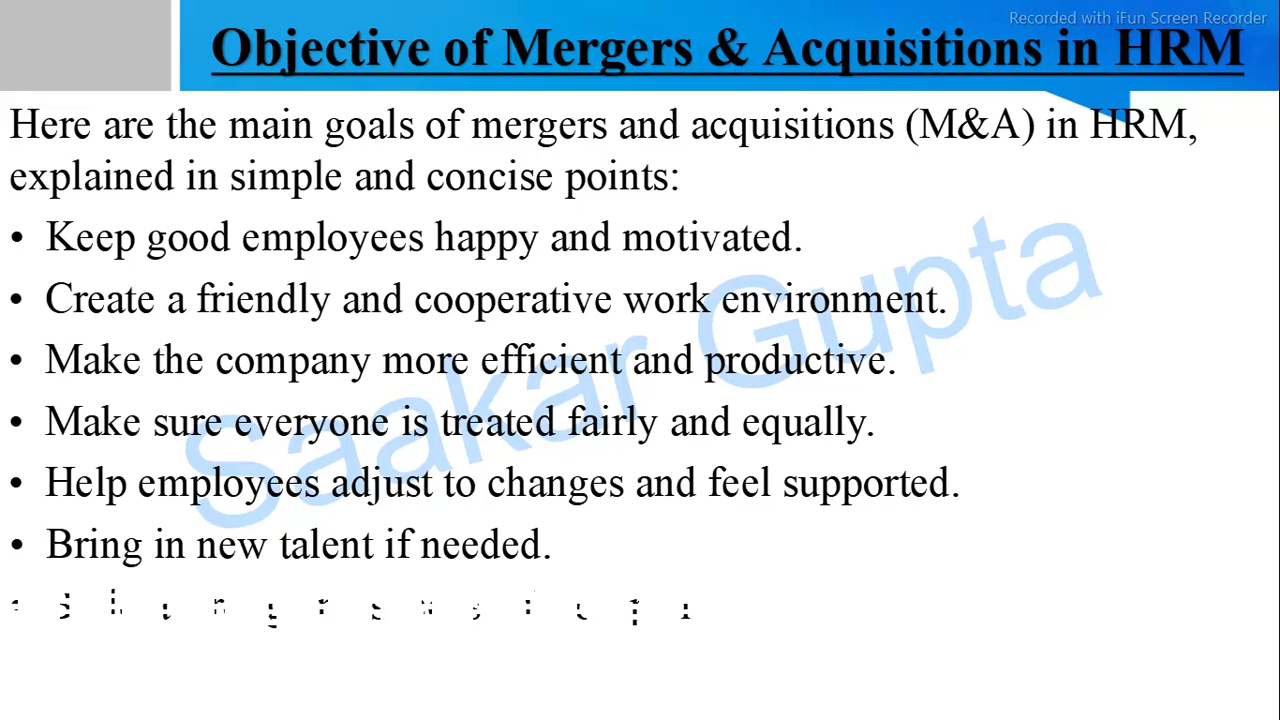 Recorded with iFun Screen Recorder
Objective of Mergers & Acquisitions in HRM
Here are the main goals of mergers and acquisitions (M&A) in HRM,
explained in simple and concise points:
• Keep good employees happy and motivated.
• Create a friendly and cooperative work environment.
• Make the company more efficient and productive.
• Make sure everyone is treated fairly and equally.
• Help employees adjust to changes and feel supported.
• Bring in new talent if needed.
Saakar Gupta